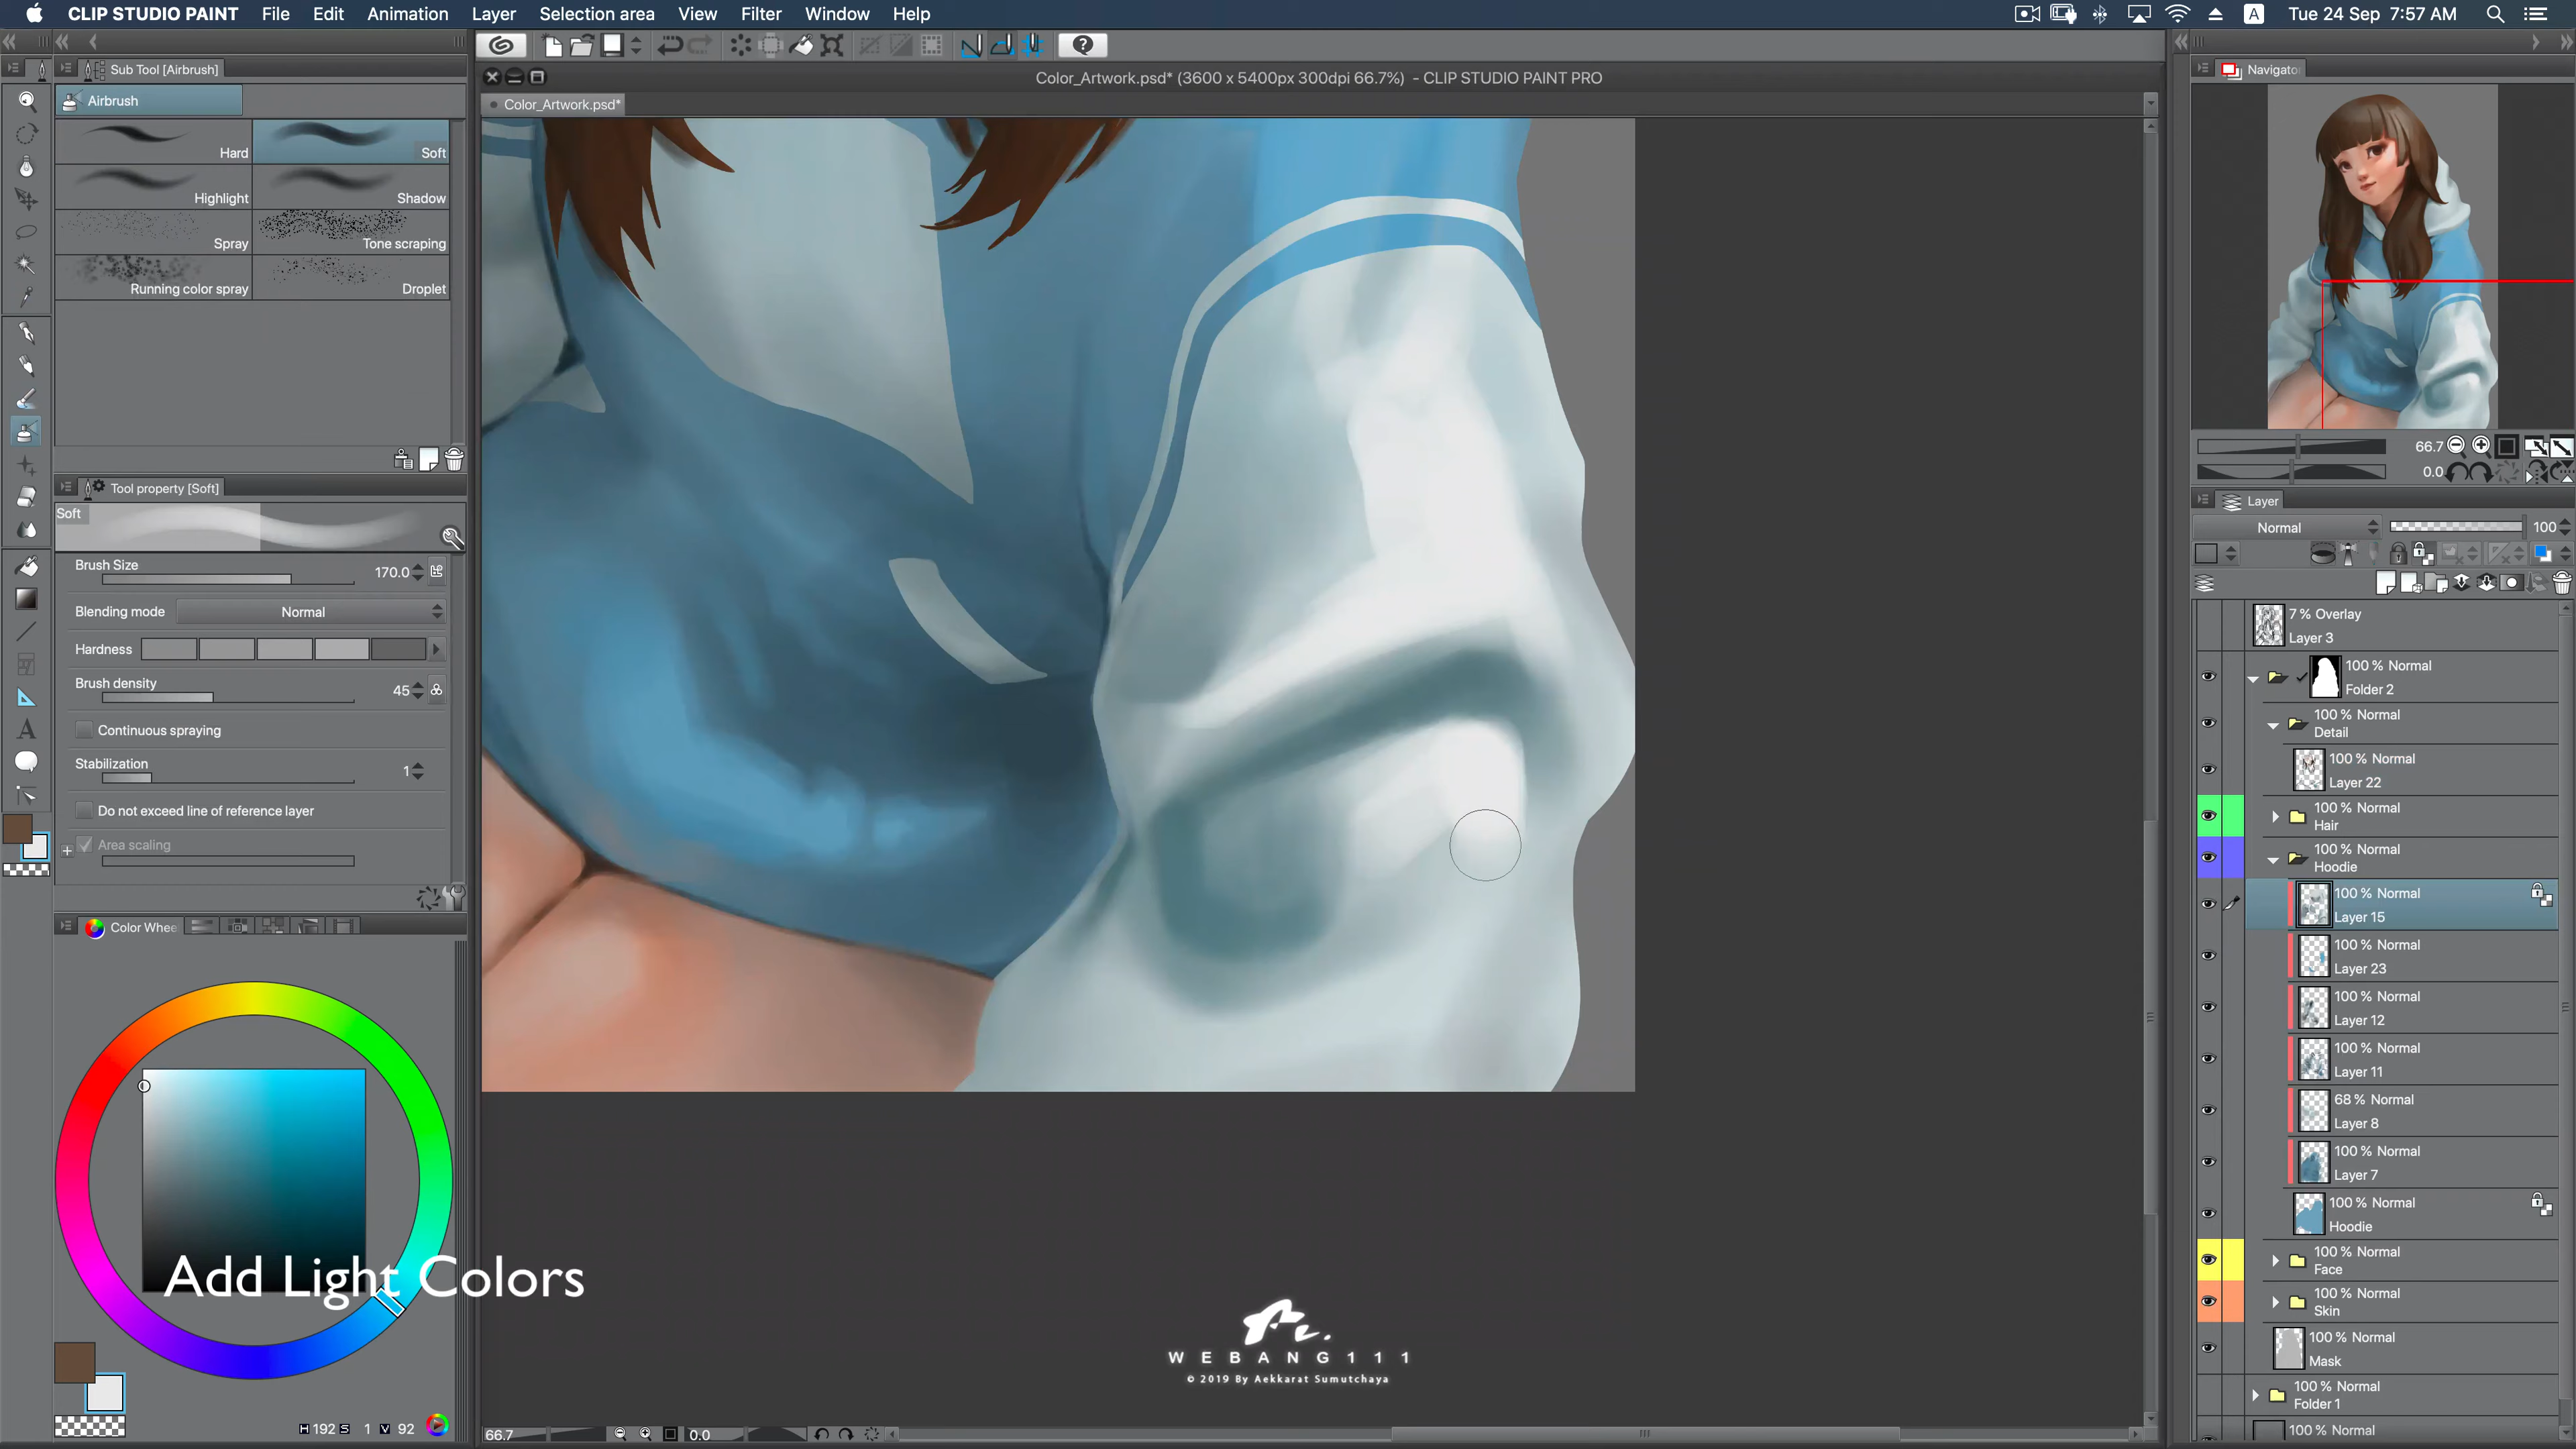 CLIP STUDIO PAINT File Edit Animation Layer Selection area View Filter Window Help A Tue 24 Sep 7:57 AM
Sub Tool [Airbrush]
Airbrush
Hard Soft
Highlight Shadow
Spray Tone scraping
Running color spray Droplet
Tool property [Soft]
Soft
Brush Size 170.0
Blending mode Normal
Hardness
Brush density 45
Continuous spraying
Stabilization 1
Do not exceed line of reference layer
Area scaling
Color Whee
H 192 S 1 V 92
Color_Artwork.psd* (3600 x 5400px 300dpi 66.7%) - CLIP STUDIO PAINT PRO
Color_Artwork.psd*
Add Light Colors
WEBANG111
© 2019 By Aekkarat Sumutchaya
66.7 0.0
Navigato
66.7
0.0
Layer
Normal 100
7 % Overlay
Layer 3
100 % Normal
Folder 2
100 % Normal
Detail
100 % Normal
Layer 22
100 % Normal
Hair
100 % Normal
Hoodie
100 % Normal
Layer 15
100 % Normal
Layer 23
100 % Normal
Layer 12
100 % Normal
Layer 11
68 % Normal
Layer 8
100 % Normal
Layer 7
100 % Normal
Hoodie
100 % Normal
Face
100 % Normal
Skin
100 % Normal
Mask
100 % Normal
Folder 1
100 % Normal